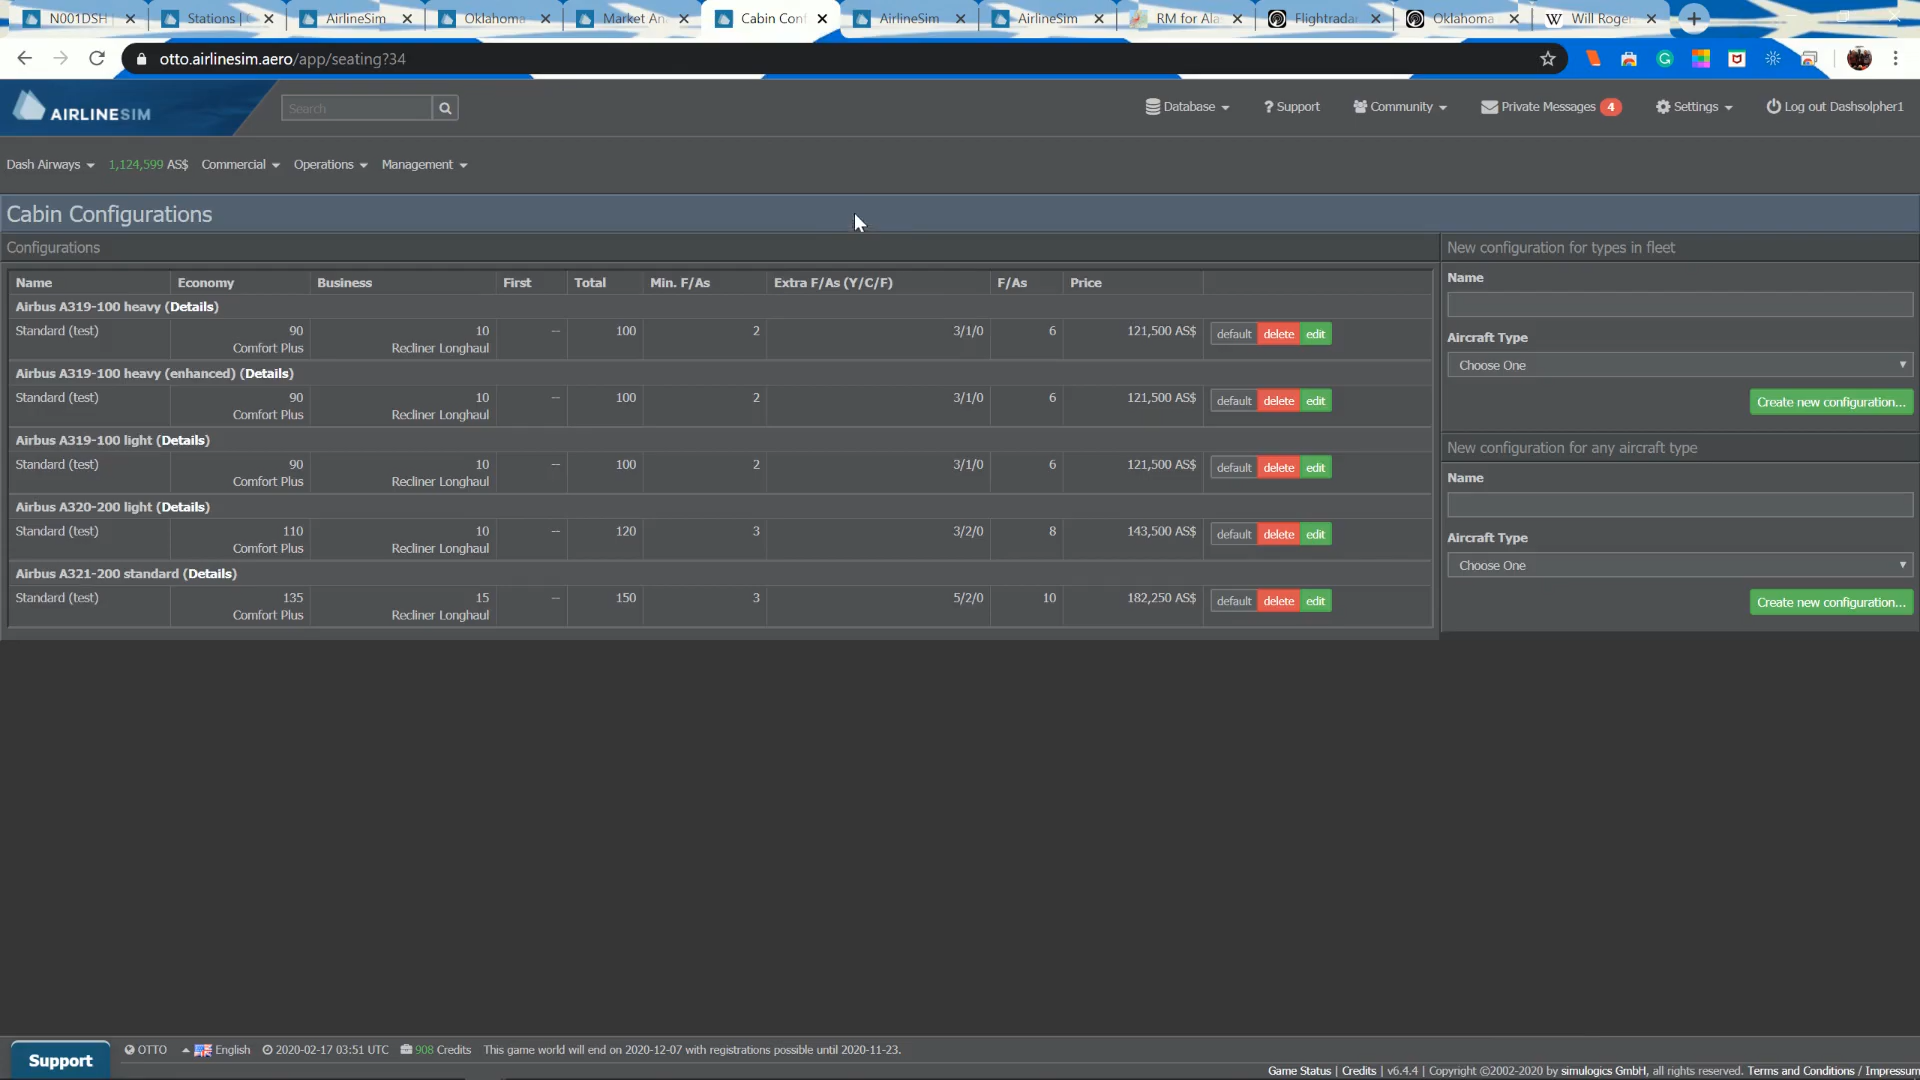 N001DSH
Stations |
AirlineSim
Oklahoma
Market An
Cabin Con
AirlineSim
AirlineSim
RM for Ala
Flightrada
Oklahoma
Will Roge
otto.airlinesim.aero/app/seating?34
AIRLINESIM
Search
Database
? Support
Community
Private Messages 4
Settings
Log out Dashsolpher1
Dash Airways
1,124,599 AS$
Commercial
Operations
Management
Cabin Configurations
Configurations
Name Economy Business First Total Min. F/As Extra F/As (Y/C/F) F/As Price
Airbus A319-100 heavy (Details)
Standard (test) 90 10 — 100 2 3/1/0 6 121,500 AS$ default delete edit
Comfort Plus Recliner Longhaul
Airbus A319-100 heavy (enhanced) (Details)
Standard (test) 90 10 — 100 2 3/1/0 6 121,500 AS$ default delete edit
Comfort Plus Recliner Longhaul
Airbus A319-100 light (Details)
Standard (test) 90 10 — 100 2 3/1/0 6 121,500 AS$ default delete edit
Comfort Plus Recliner Longhaul
Airbus A320-200 light (Details)
Standard (test) 110 10 — 120 3 3/2/0 8 143,500 AS$ default delete edit
Comfort Plus Recliner Longhaul
Airbus A321-200 standard (Details)
Standard (test) 135 15 — 150 3 5/2/0 10 182,250 AS$ default delete edit
Comfort Plus Recliner Longhaul
New configuration for types in fleet
Name
Aircraft Type
Choose One
Create new configuration...
New configuration for any aircraft type
Name
Aircraft Type
Choose One
Create new configuration...
Support
OTTO English 2020-02-17 03:51 UTC 908 Credits This game world will end on 2020-12-07 with registrations possible until 2020-11-23.
Game Status | Credits | v6.4.4 | Copyright ©2002-2020 by simulogics GmbH, all rights reserved. Terms and Conditions / Impressum